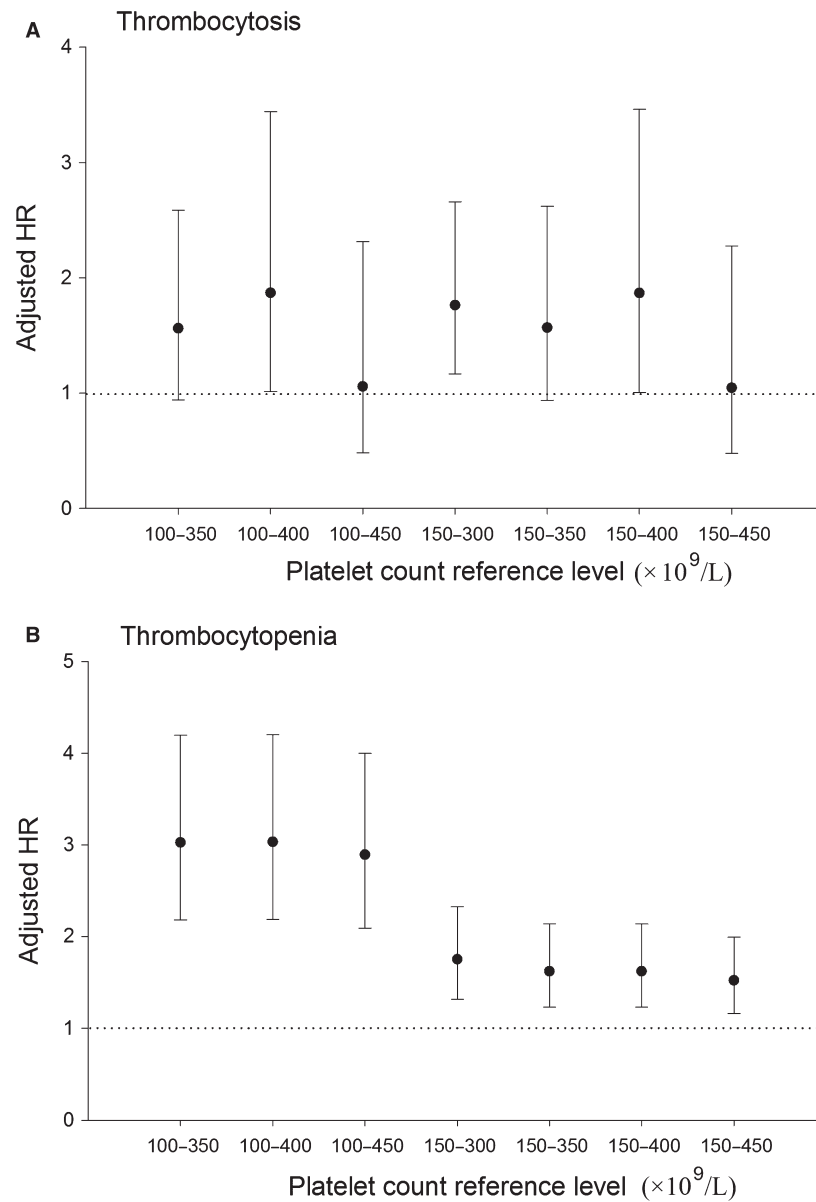 A Thrombocytosis
4
3
2
1
0
Adjusted HR
100–350 100–400 100–450 150–300 150–350 150–400 150–450
Platelet count reference level (×10⁹/L)
B Thrombocytopenia
5
4
3
2
1
0
Adjusted HR
100–350 100–400 100–450 150–300 150–350 150–400 150–450
Platelet count reference level (×10⁹/L)